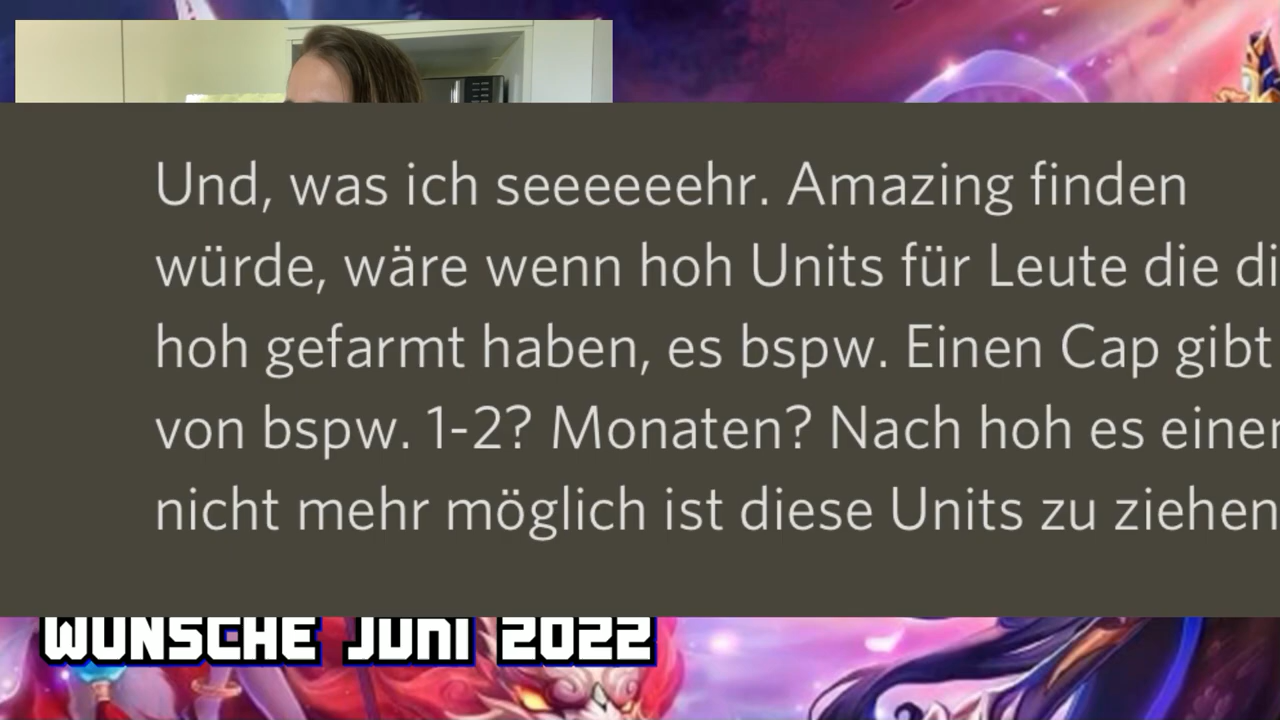 Und, was ich seeeeeehr. Amazing finden
würde, wäre wenn hoh Units für Leute die di
hoh gefarmt haben, es bspw. Einen Cap gibt
von bspw. 1-2? Monaten? Nach hoh es einer
nicht mehr möglich ist diese Units zu ziehen
WÜNSCHE JUNI 2022